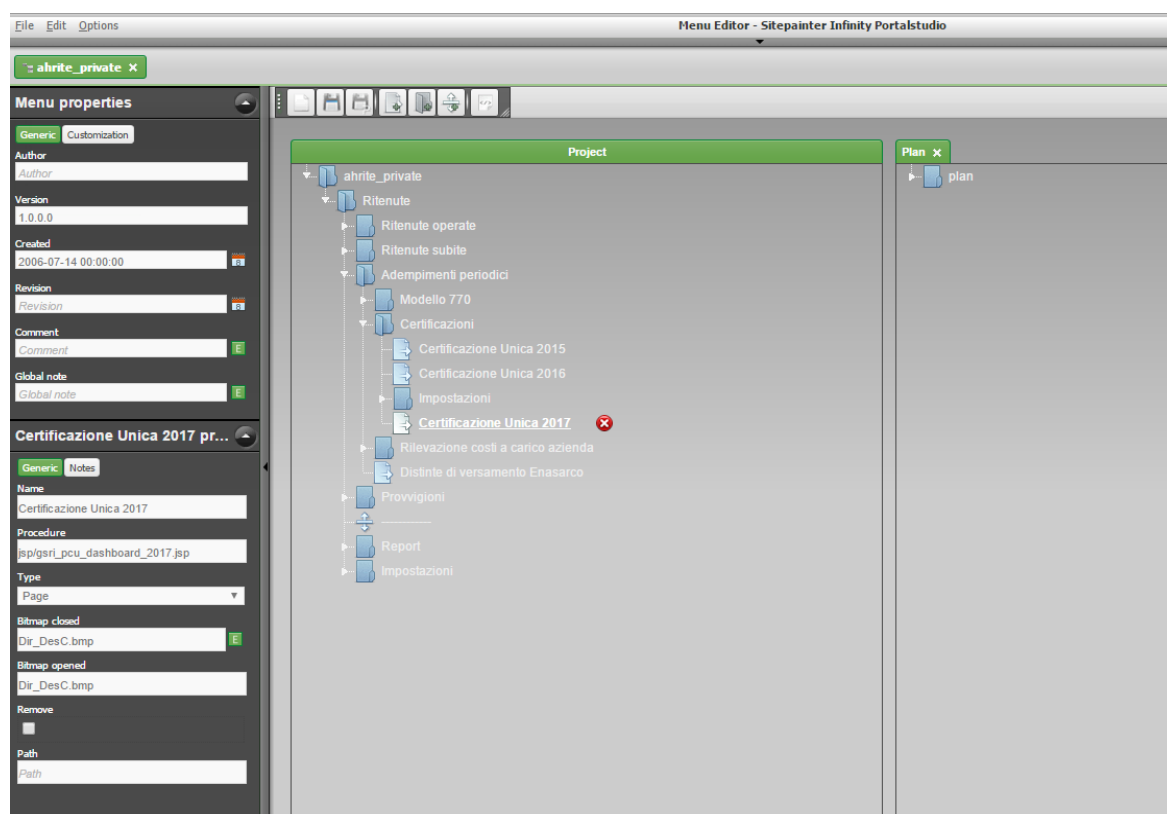 File Edit Options
Menu Editor - Sitepainter Infinity Portalstudio
ahrite_private ×
Menu properties
Generic Customization
Author
Author
Version
1.0.0.0
Created
2006-07-14 00:00:00
Revision
Revision
Comment
Comment
E
Global note
Global note
E
Certificazione Unica 2017 pr...
Generic Notes
Name
Certificazione Unica 2017
Procedure
jsp/gsri_pcu_dashboard_2017.jsp
Type
Page
Bitmap closed
Dir_DesC.bmp
E
Bitmap opened
Dir_DesC.bmp
Remove
Path
Path
Project
ahrite_private
Ritenute
Ritenute operate
Ritenute subite
Adempimenti periodici
Modello 770
Certificazioni
Certificazione Unica 2015
Certificazione Unica 2016
Impostazioni
Certificazione Unica 2017
Rilevazione costi a carico azienda
Distinte di versamento Enasarco
Provvigioni
Report
Impostazioni
Plan ×
plan